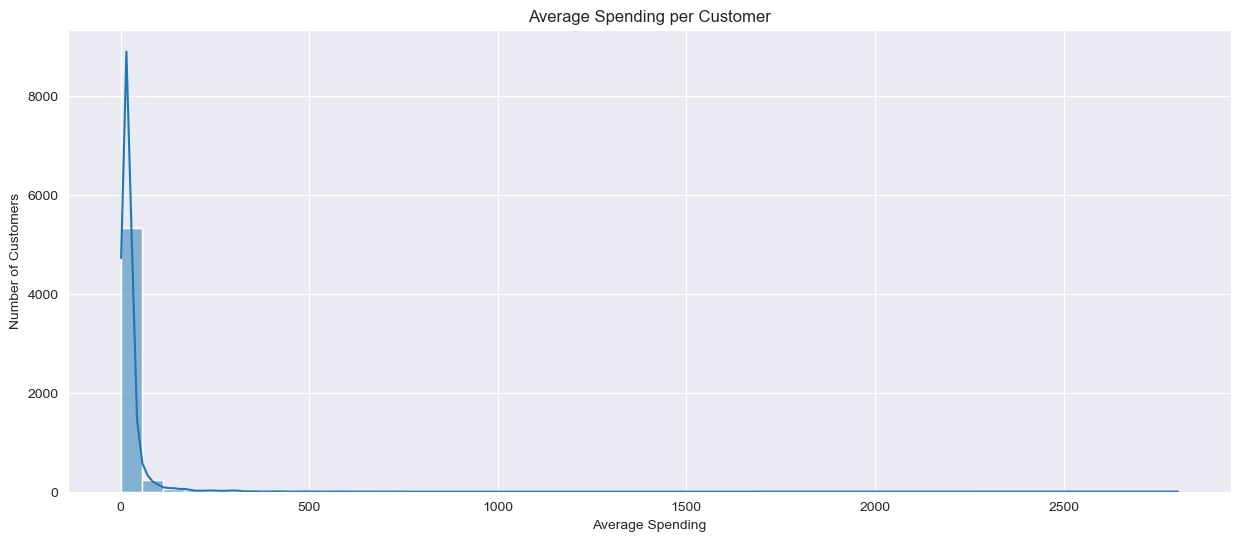 Average Spending per Customer
Number of Customers
8000
6000
4000
2000
0
0 500 1000 1500 2000 2500
Average Spending